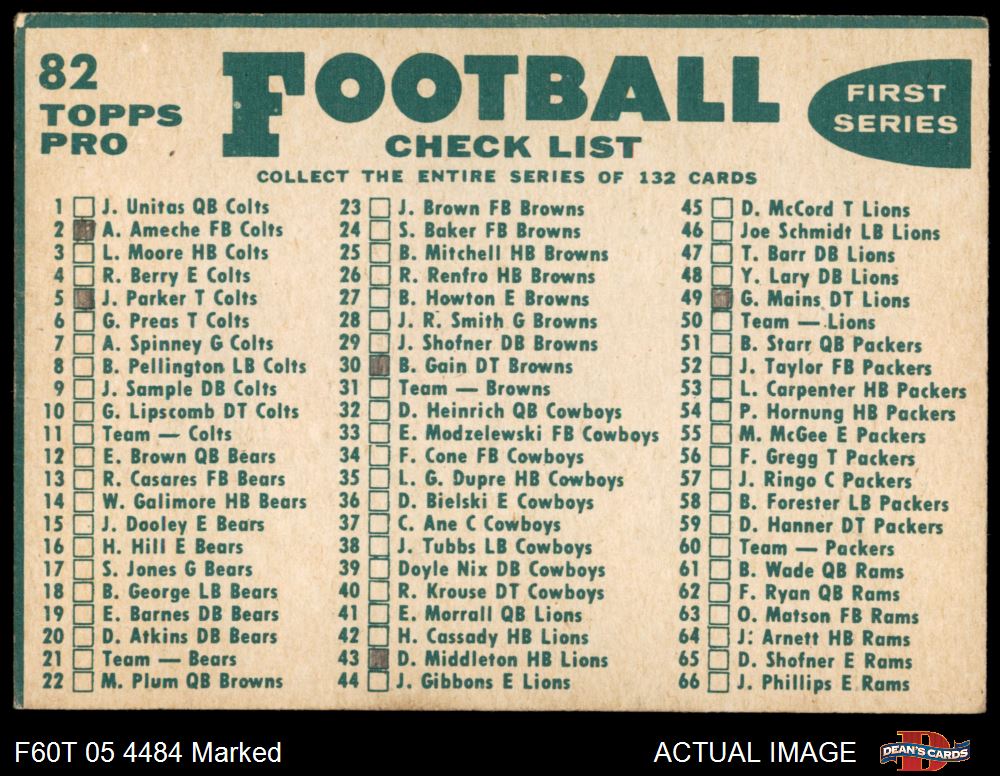 82
TOPPS
PRO
FOOTBALL
CHECK LIST
FIRST
SERIES
COLLECT THE ENTIRE SERIES OF 132 CARDS
1 J. Unitas QB Colts
2 A. Ameche FB Colts
3 L. Moore HB Colts
4 R. Berry E Colts
5 J. Parker T Colts
6 G. Preas T Colts
7 A. Spinney G Colts
8 B. Pellington LB Colts
9 J. Sample DB Colts
10 G. Lipscomb DT Colts
11 Team — Colts
12 E. Brown QB Bears
13 R. Casares FB Bears
14 W. Galimore HB Bears
15 J. Dooley E Bears
16 H. Hill E Bears
17 S. Jones G Bears
18 B. George LB Bears
19 E. Barnes DB Bears
20 D. Atkins DB Bears
21 Team — Bears
22 M. Plum QB Browns
23 J. Brown FB Browns
24 S. Baker FB Browns
25 B. Mitchell HB Browns
26 R. Renfro HB Browns
27 B. Howton E Browns
28 J. R. Smith G Browns
29 J. Shofner DB Browns
30 B. Gain DT Browns
31 Team — Browns
32 D. Heinrich QB Cowboys
33 E. Modzelewski FB Cowboys
34 F. Cone FB Cowboys
35 L. G. Dupre HB Cowboys
36 D. Bielski E Cowboys
37 C. Ane C Cowboys
38 J. Tubbs LB Cowboys
39 Doyle Nix DB Cowboys
40 R. Krouse DT Cowboys
41 E. Morrall QB Lions
42 H. Cassady HB Lions
43 D. Middleton HB Lions
44 J. Gibbons E Lions
45 D. McCord T Lions
46 Joe Schmidt LB Lions
47 T. Barr DB Lions
48 Y. Lary DB Lions
49 G. Mains DT Lions
50 Team — Lions
51 B. Starr QB Packers
52 J. Taylor FB Packers
53 L. Carpenter HB Packers
54 P. Hornung HB Packers
55 M. McGee E Packers
56 F. Gregg T Packers
57 J. Ringo C Packers
58 B. Forester LB Packers
59 D. Hanner DT Packers
60 Team — Packers
61 B. Wade QB Rams
62 F. Ryan QB Rams
63 O. Matson FB Rams
64 J. Arnett HB Rams
65 D. Shofner E Rams
66 J. Phillips E Rams
F60T 05 4484 Marked
ACTUAL IMAGE
DEAN'S CARDS